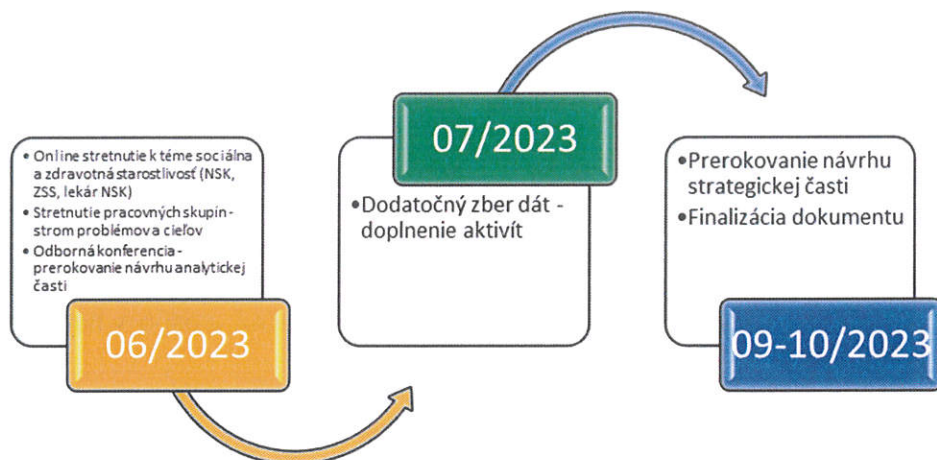 •Online stretnutie k téme sociálna
a zdravotná starostlivosť (NSK,
ZSS, lekár NSK)
•Stretnutie pracovných skupín-
strom problémov a cieľov
•Odborná konferencia-
prerokovanie návrhu analytickej
časti
06/2023
07/2023
•Dodatočný zber dát -
doplnenie aktivít
•Prerokovanie návrhu
strategickej časti
•Finalizácia dokumentu
09-10/2023